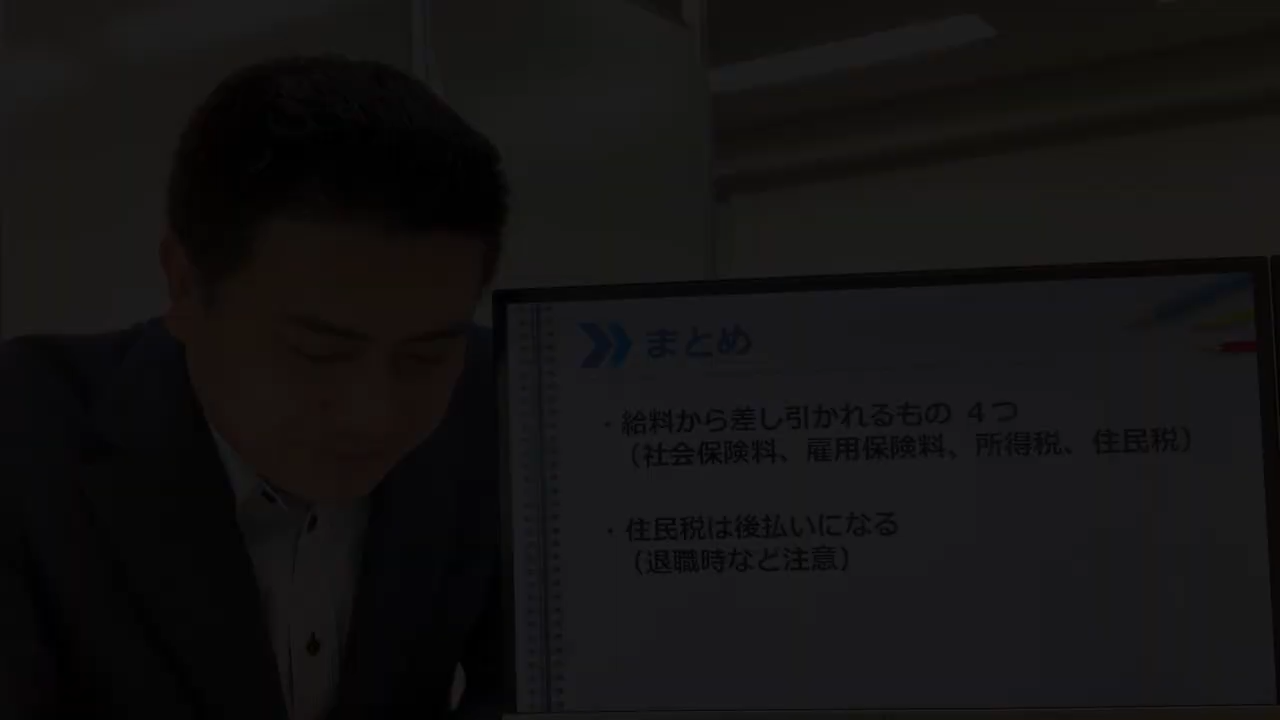 まとめ
・給料から差し引かれるもの ４つ
（社会保険料、雇用保険料、所得税、住民税）
・住民税は後払いになる
（退職時など注意）